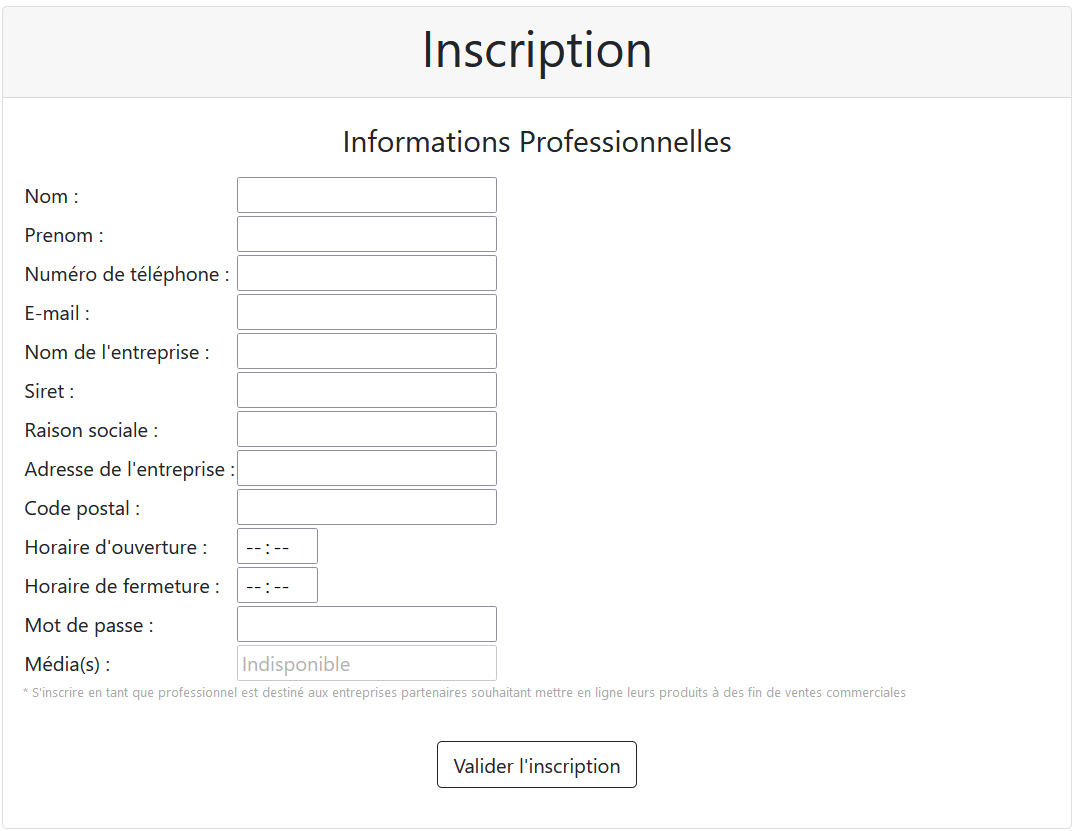 Inscription
Informations Professionnelles
Nom :
Prenom :
Numéro de téléphone :
E-mail :
Nom de l'entreprise :
Siret :
Raison sociale :
Adresse de l'entreprise :
Code postal :
Horaire d'ouverture : --:--
Horaire de fermeture : --:--
Mot de passe :
Média(s) : Indisponible
* S'inscrire en tant que professionnel est destiné aux entreprises partenaires souhaitant mettre en ligne leurs produits à des fin de ventes commerciales
Valider l'inscription